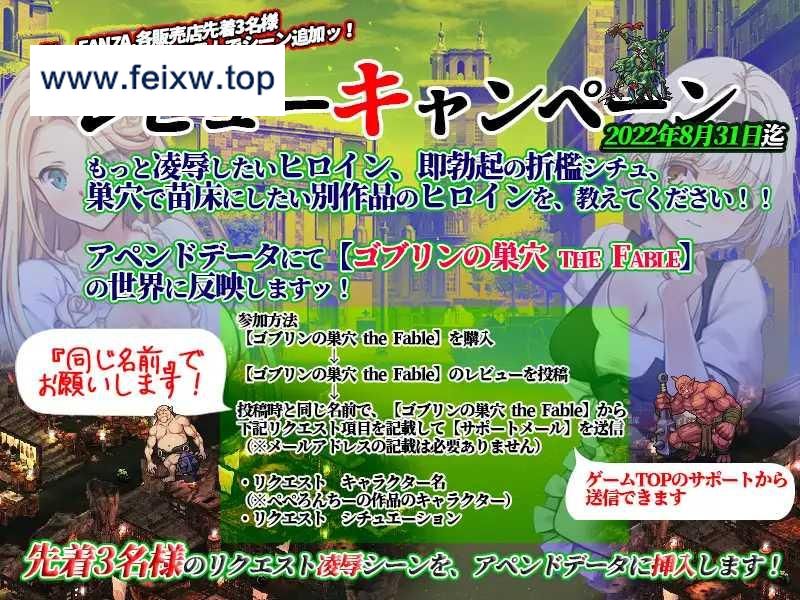 FANZA 各販売店先着3名様
シーン追加ッ！
www.feixw.top
レビューキャンペーン
2022年8月31日迄
もっと凌辱したいヒロイン、即勃起の折檻シチュ、
巣穴で苗床にしたい別作品のヒロインを、教えてください！！
アペンドデータにて【ゴブリンの巣穴 THE FABLE】
の世界に反映しますッ！
『同じ名前』で
お願いします！
参加方法
【ゴブリンの巣穴 the Fable】を購入
↓
【ゴブリンの巣穴 the Fable】のレビューを投稿
↓
投稿時と同じ名前で、【ゴブリンの巣穴 the Fable】から
下記リクエスト項目を記載して【サポートメール】を送信
（※メールアドレスの記載は必要ありません）
・リクエスト　キャラクター名
（※ぺぺろんちーの作品のキャラクター）
・リクエスト　シチュエーション
ゲームTOPのサポートから
送信できます
先着3名様のリクエスト凌辱シーンを、アペンドデータに挿入します！